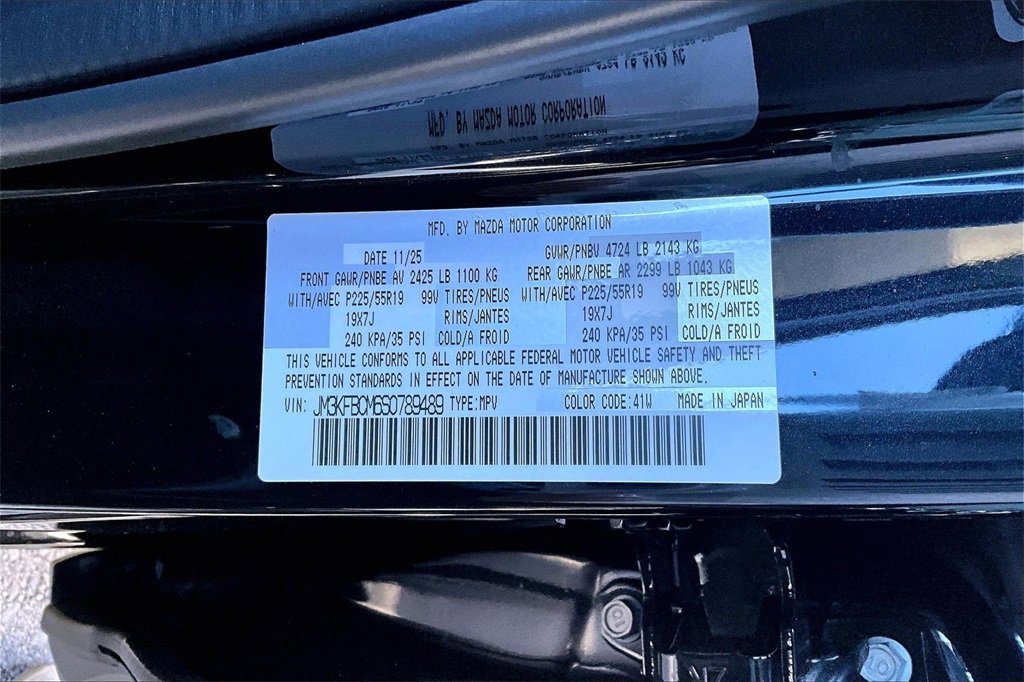 MFD. BY MAZDA MOTOR CORPORATION
DATE 11/25 GVWR/PNBV 4724 LB 2143 KG
FRONT GAWR/PNBE AV 2425 LB 1100 KG REAR GAWR/PNBE AR 2299 LB 1043 KG
WITH/AVEC P225/55R19 99V TIRES/PNEUS WITH/AVEC P225/55R19 99V TIRES/PNEUS
19X7J RIMS/JANTES 19X7J RIMS/JANTES
240 KPA/35 PSI COLD/A FROID 240 KPA/35 PSI COLD/A FROID
THIS VEHICLE CONFORMS TO ALL APPLICABLE FEDERAL MOTOR VEHICLE SAFETY AND THEFT
PREVENTION STANDARDS IN EFFECT ON THE DATE OF MANUFACTURE SHOWN ABOVE.
VIN: JM3KFBCM6S0789489 TYPE:MPV COLOR CODE:41W MADE IN JAPAN